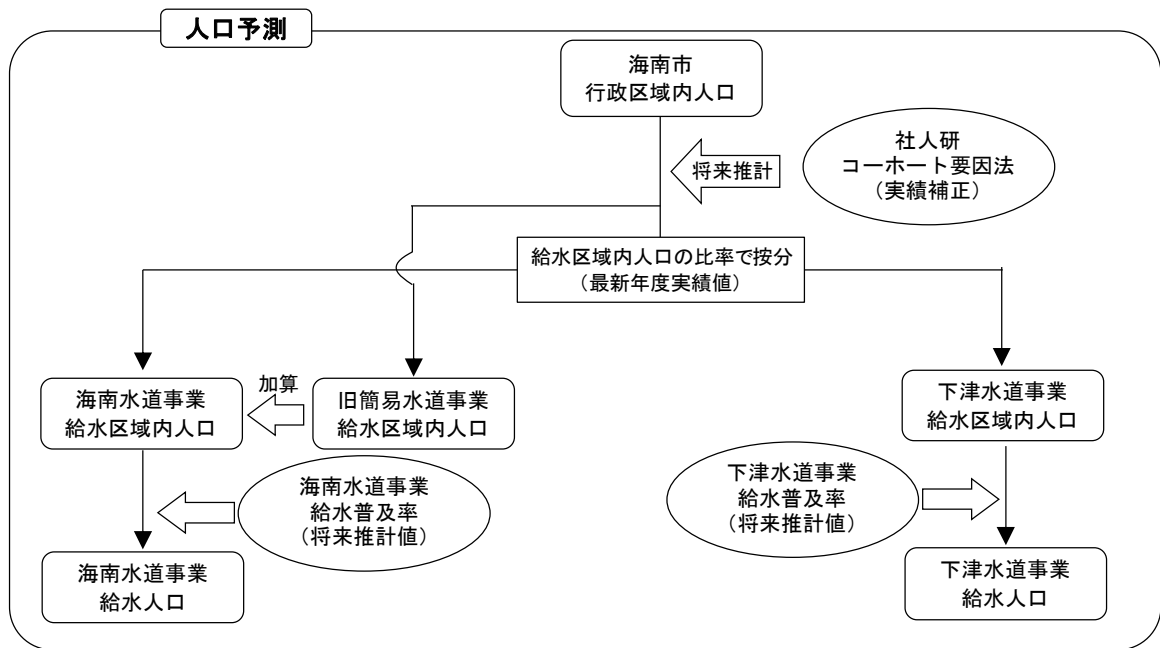 人口予測
海南市
行政区域内人口
将来推計
社人研
コーホート要因法
（実績補正）
給水区域内人口の比率で按分
（最新年度実績値）
海南水道事業
給水区域内人口
加算
旧簡易水道事業
給水区域内人口
下津水道事業
給水区域内人口
海南水道事業
給水普及率
（将来推計値）
下津水道事業
給水普及率
（将来推計値）
海南水道事業
給水人口
下津水道事業
給水人口